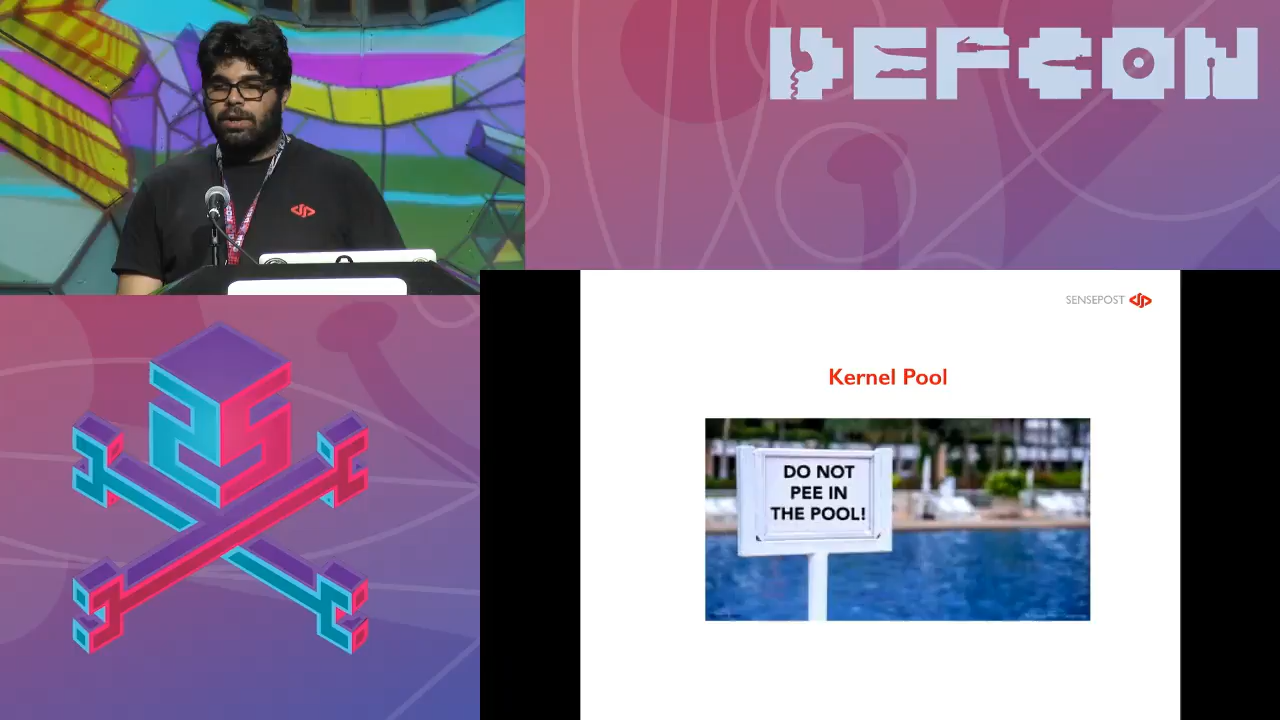 DEFCON
SENSEPOST
Kernel Pool
DO NOT
PEE IN
THE POOL!